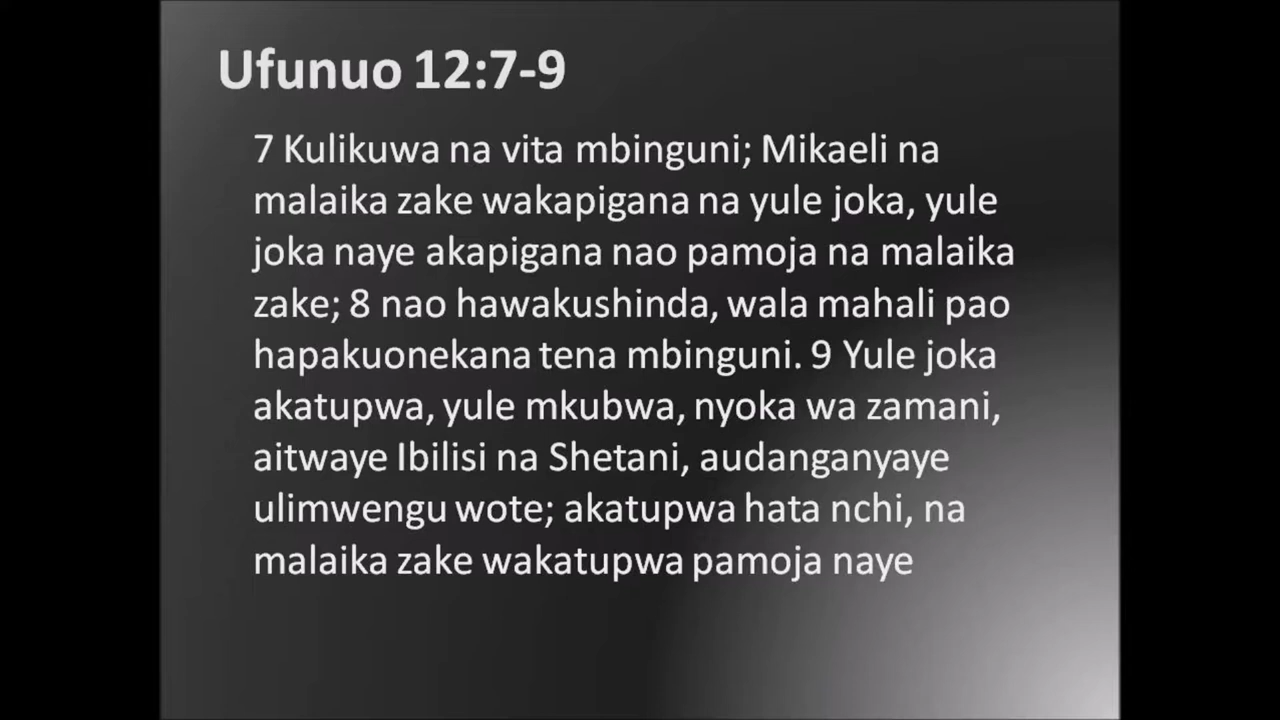 Ufunuo 12:7-9
7 Kulikuwa na vita mbinguni; Mikaeli na
malaika zake wakapigana na yule joka, yule
joka naye akapigana nao pamoja na malaika
zake; 8 nao hawakushinda, wala mahali pao
hapakuonekana tena mbinguni. 9 Yule joka
akatupwa, yule mkubwa, nyoka wa zamani,
aitwaye Ibilisi na Shetani, audanganyaye
ulimwengu wote; akatupwa hata nchi, na
malaika zake wakatupwa pamoja naye